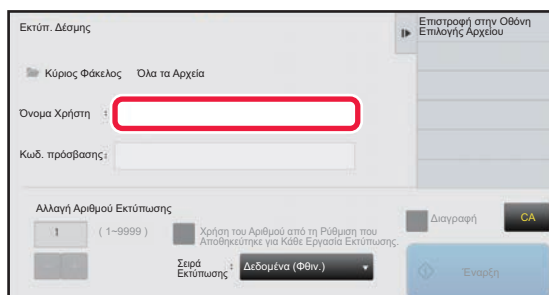 Εκτύπ. Δέσμης
Επιστροφή στην Οθόνη
Επιλογής Αρχείου
Κύριος Φάκελος Όλα τα Αρχεία
Όνομα Χρήστη :
Κωδ. πρόσβασης:
Αλλαγή Αριθμού Εκτύπωσης
1 (1~9999)
Χρήση του Αριθμού από τη Ρύθμιση που
Αποθηκεύτηκε για Κάθε Εργασία Εκτύπωσης.
Διαγραφή
CA
Σειρά
Εκτύπωσης :
Δεδομένα (Φθιν.)
Έναρξη